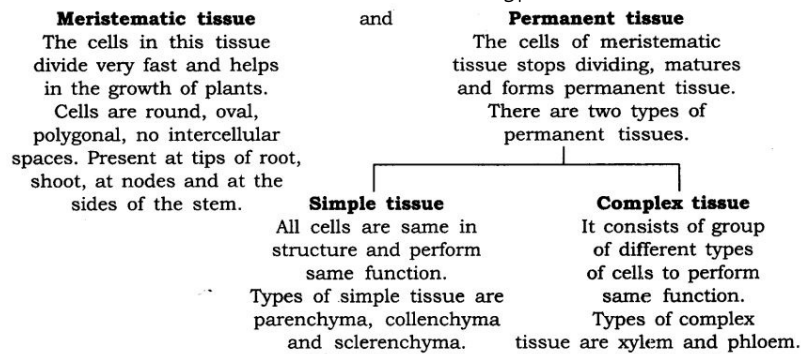 Meristematic tissue and Permanent tissue
The cells in this tissue
divide very fast and helps
in the growth of plants.
Cells are round, oval,
polygonal, no intercellular
spaces. Present at tips of root,
shoot, at nodes and at the
sides of the stem.
The cells of meristematic
tissue stops dividing, matures
and forms permanent tissue.
There are two types of
permanent tissues.
Simple tissue
All cells are same in
structure and perform
same function.
Types of simple tissue are
parenchyma, collenchyma
and sclerenchyma.
Complex tissue
It consists of group
of different types
of cells to perform
same function.
Types of complex
tissue are xylem and phloem.